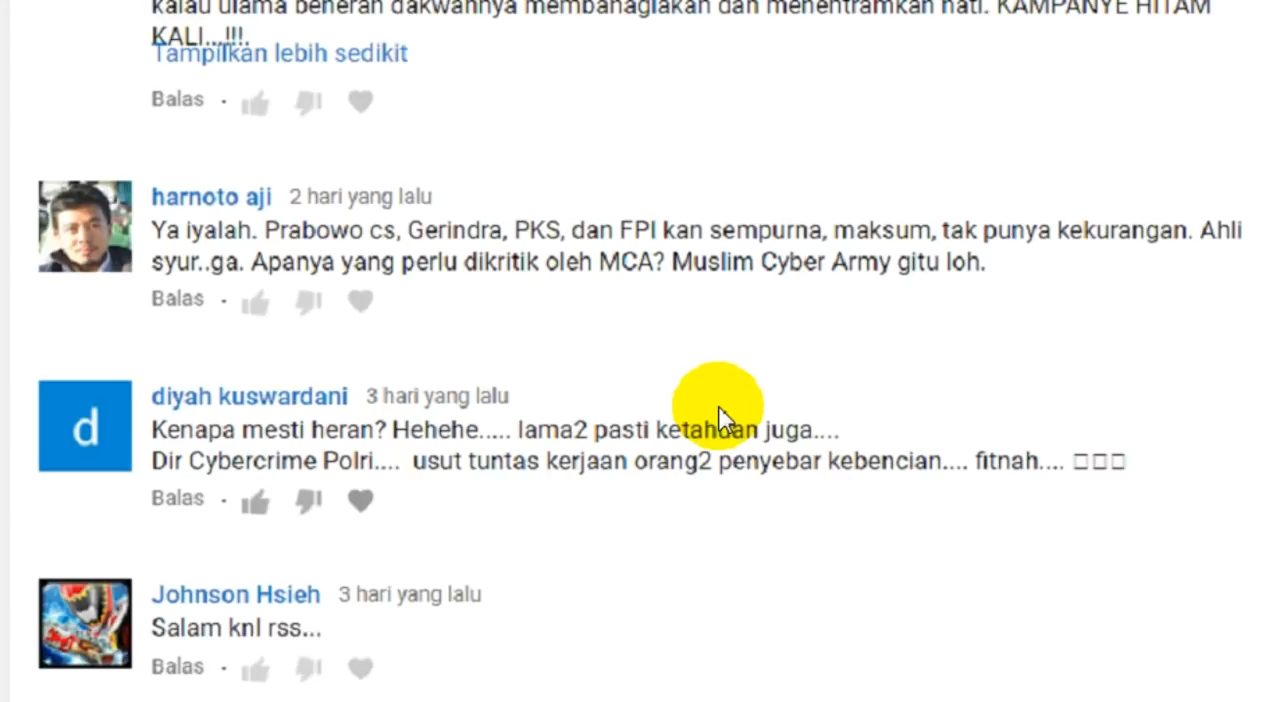 kalau ulama beneran dakwahnya membahagiakan dan menentramkan hati. KAMPANYE HITAM
KALI...!!!.
Tampilkan lebih sedikit
Balas ·
harnoto aji 2 hari yang lalu
Ya iyalah. Prabowo cs, Gerindra, PKS, dan FPI kan sempurna, maksum, tak punya kekurangan. Ahli
syur..ga. Apanya yang perlu dikritik oleh MCA? Muslim Cyber Army gitu loh.
Balas ·
d
diyah kuswardani 3 hari yang lalu
Kenapa mesti heran? Hehehe..... lama2 pasti ketahuan juga....
Dir Cybercrime Polri.... usut tuntas kerjaan orang2 penyebar kebencian.... fitnah.... □□□
Balas ·
Johnson Hsieh 3 hari yang lalu
Salam knl rss...
Balas ·